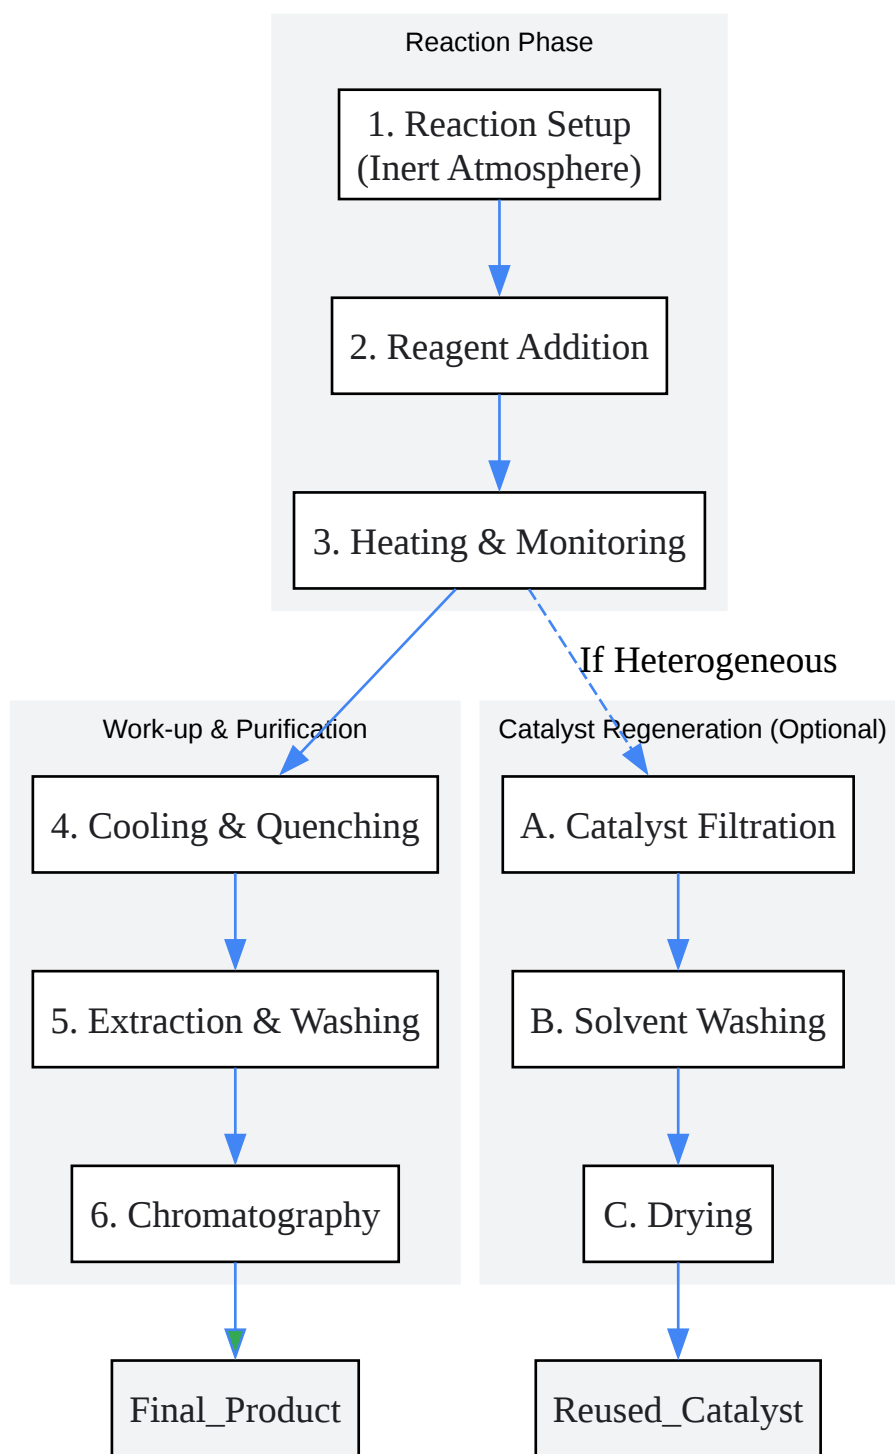 Reaction Phase
1. Reaction Setup
(Inert Atmosphere)
2. Reagent Addition
3. Heating & Monitoring
If Heterogeneous
Work-up & Purification
4. Cooling & Quenching
5. Extraction & Washing
6. Chromatography
Final_Product
Catalyst Regeneration (Optional)
A. Catalyst Filtration
B. Solvent Washing
C. Drying
Reused_Catalyst